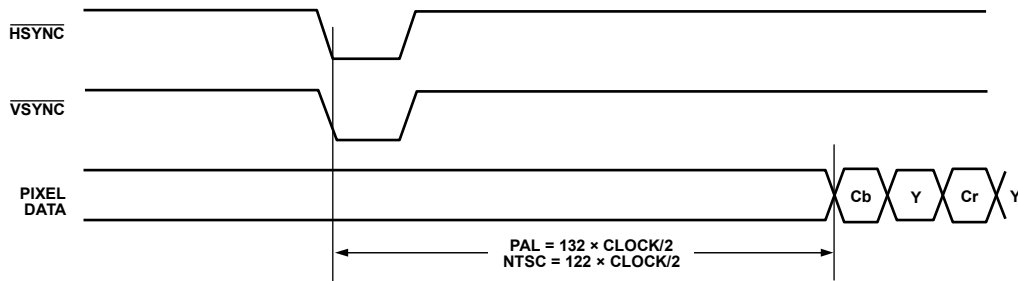 HSYNC
VSYNC
PIXEL
DATA
Cb Y Cr Y
PAL = 132 × CLOCK/2
NTSC = 122 × CLOCK/2